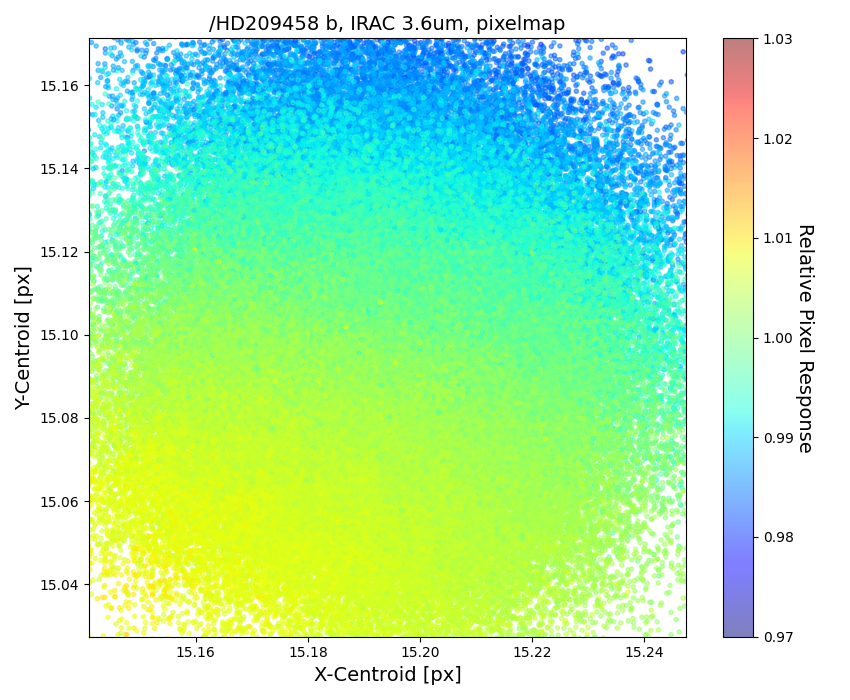 /HD209458 b, IRAC 3.6um, pixelmap
15.16
15.14
15.12
15.10
15.08
15.06
15.04
Y-Centroid [px]
15.16 15.18 15.20 15.22 15.24
X-Centroid [px]
1.03
1.02
1.01
1.00
0.99
0.98
0.97
Relative Pixel Response